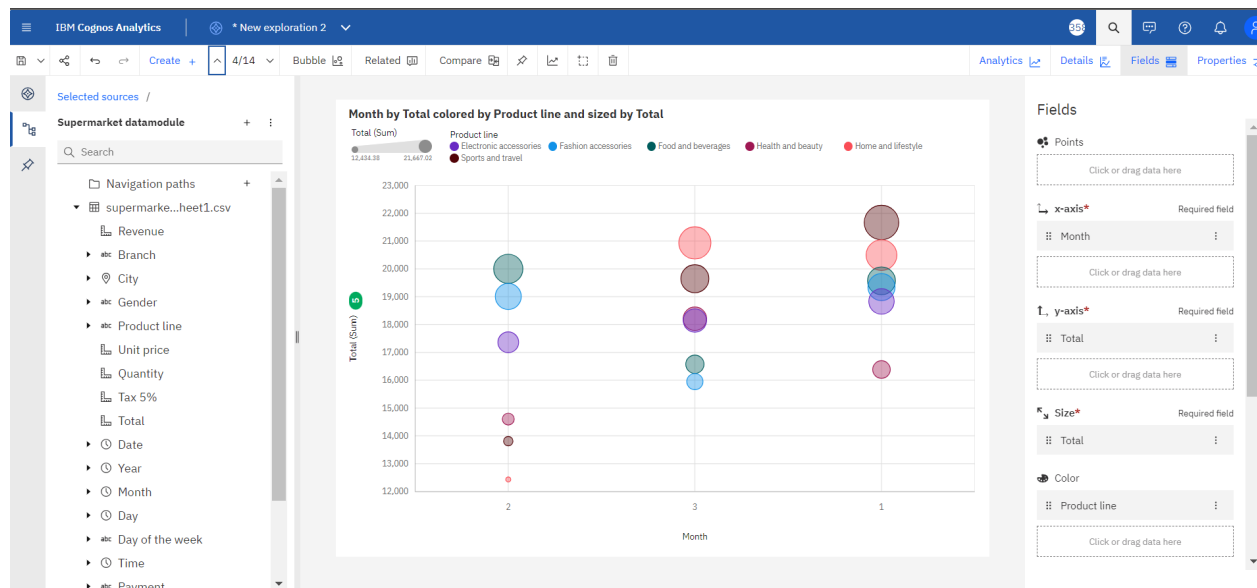 IBM Cognos Analytics
* New exploration 2
Create +
4/14
Bubble
Related
Compare
Analytics
Details
Fields
Properties
Selected sources /
Supermarket datamodule
Search
Navigation paths
supermarke...heet1.csv
Revenue
abc Branch
City
abc Gender
abc Product line
Unit price
Quantity
Tax 5%
Total
Date
Year
Month
Day
abc Day of the week
Time
abc Payment
Month by Total colored by Product line and sized by Total
Total (Sum)
12,434.38 21,667.02
Product line
Electronic accessories Fashion accessories Food and beverages Health and beauty Home and lifestyle
Sports and travel
Total (Sum) 5
23,000
22,000
21,000
20,000
19,000
18,000
17,000
16,000
15,000
14,000
13,000
12,000
2 3 1
Month
Fields
Points
Click or drag data here
x-axis* Required field
Month
Click or drag data here
y-axis* Required field
Total
Click or drag data here
Size* Required field
Total
Color
Product line
Click or drag data here